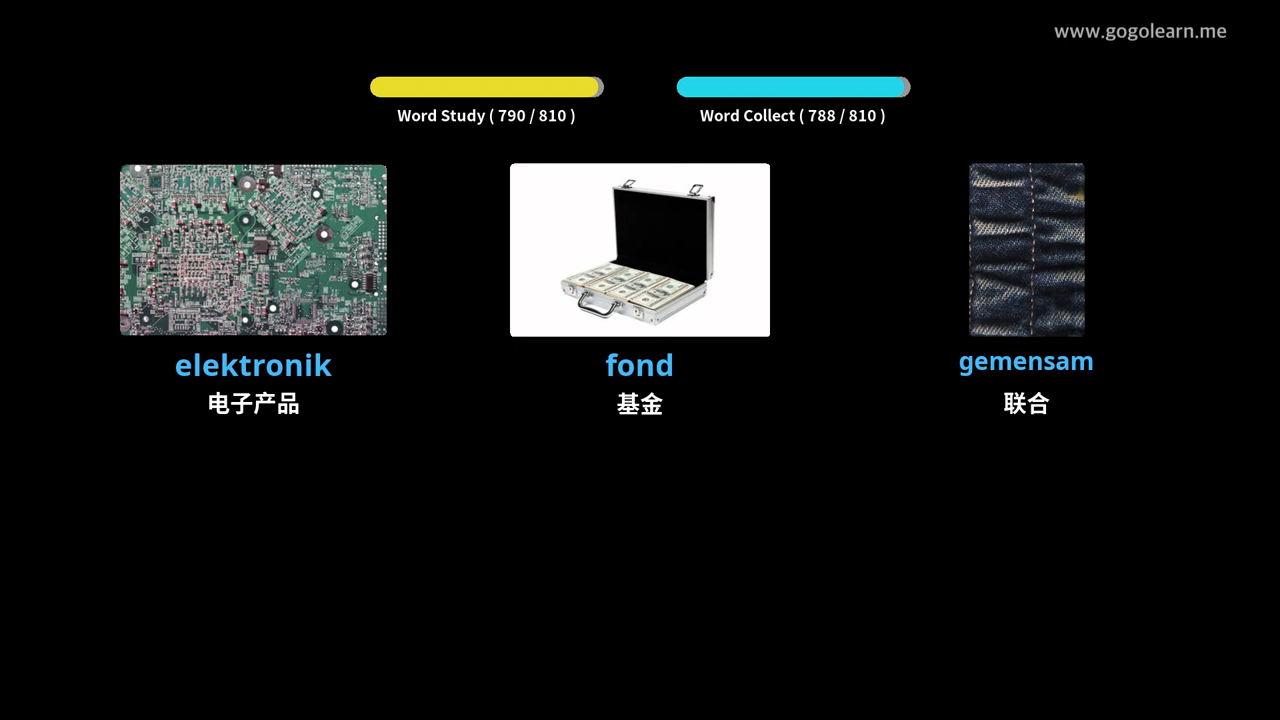 www.gogolearn.me
Word Study ( 790 / 810 )
Word Collect ( 788 / 810 )
elektronik
fond
gemensam
电子产品
基金
联合